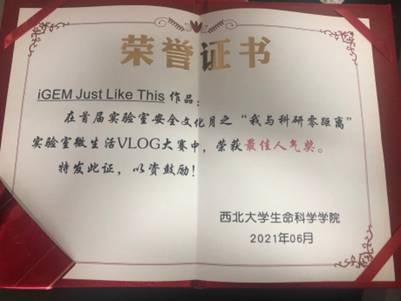 荣誉证书
iGEM Just Like This 作品：
在首届实验室安全文化月之“我与科研零距离”
实验室微生活VLOG大赛中，荣获最佳人气奖。
特发此证，以资鼓励！
西北大学生命科学学院
2021年06月